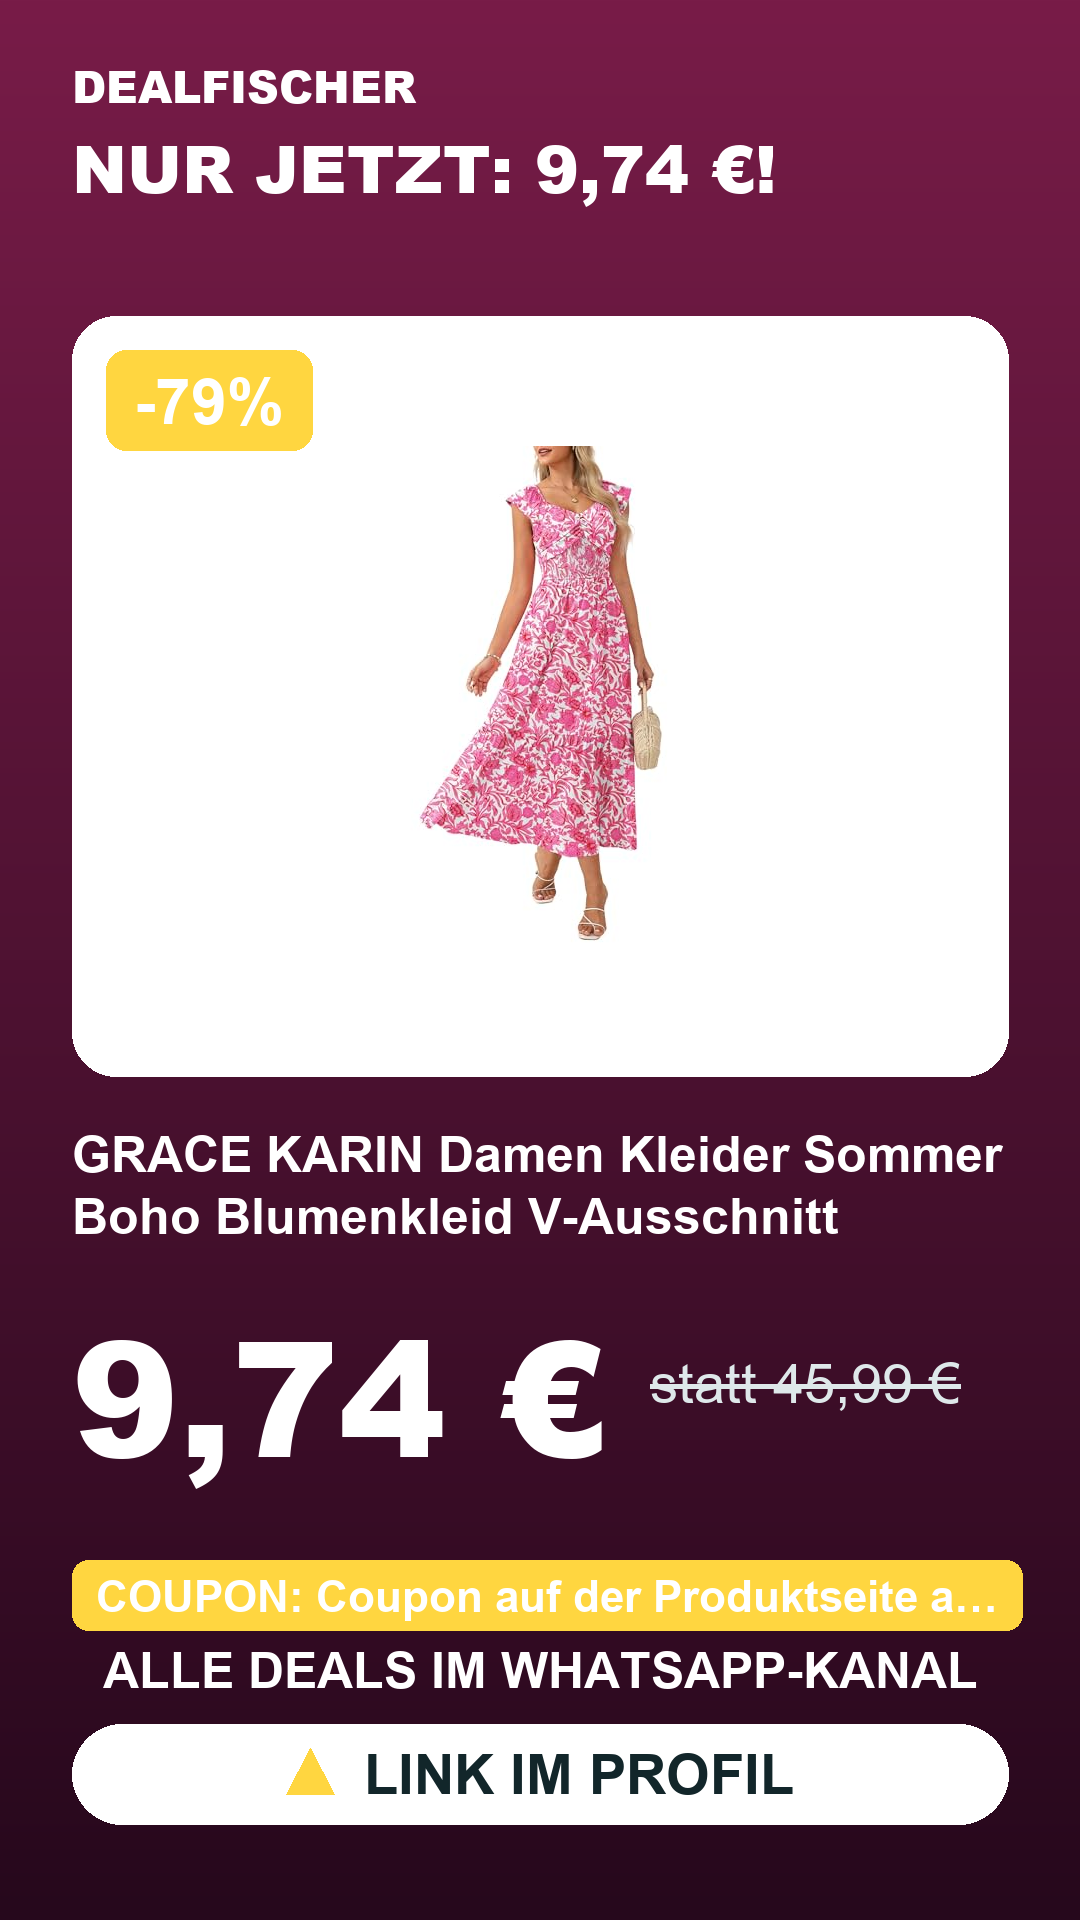 DEALFISCHER
NUR JETZT: 9,74 €!
-79%
GRACE KARIN Damen Kleider Sommer
Boho Blumenkleid V-Ausschnitt
9,74 €
statt 45,99 €
COUPON: Coupon auf der Produktseite a…
ALLE DEALS IM WHATSAPP-KANAL
LINK IM PROFIL